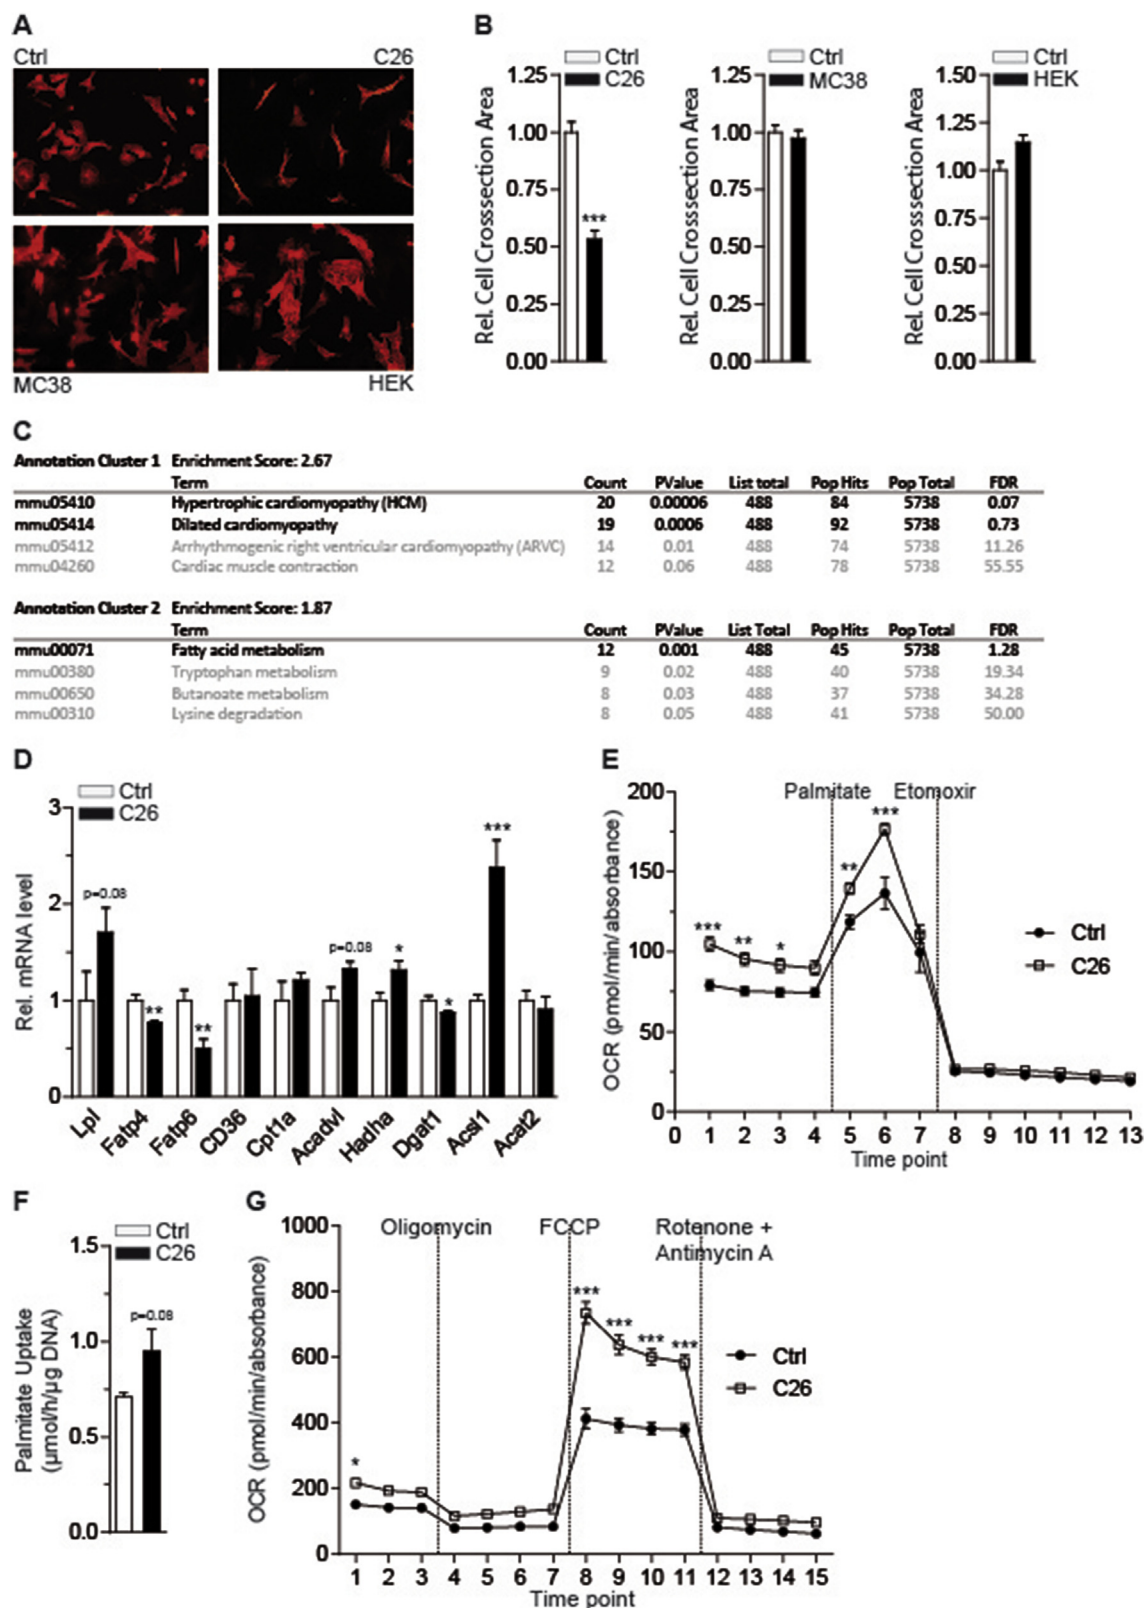 A
Ctrl
C26
MC38
HEK
B
Ctrl
C26
Rel. Cell Crosssection Area
1.25
1.00
0.75
0.50
0.25
0.00
***
Ctrl
MC38
Rel. Cell Crosssection Area
1.25
1.00
0.75
0.50
0.25
0.00
Ctrl
HEK
Rel. Cell Crosssection Area
1.50
1.25
1.00
0.75
0.50
0.25
0.00
C
Annotation Cluster 1 Enrichment Score: 2.67
Term Count PValue List total Pop Hits Pop Total FDR
mmu05410 Hypertrophic cardiomyopathy (HCM) 20 0.00006 488 84 5738 0.07
mmu05414 Dilated cardiomyopathy 19 0.0006 488 92 5738 0.73
mmu05412 Arrhythmogenic right ventricular cardiomyopathy (ARVC) 14 0.01 488 74 5738 11.26
mmu04260 Cardiac muscle contraction 12 0.06 488 78 5738 55.55
Annotation Cluster 2 Enrichment Score: 1.87
Term Count PValue List Total Pop Hits Pop Total FDR
mmu00071 Fatty acid metabolism 12 0.001 488 45 5738 1.28
mmu00380 Tryptophan metabolism 9 0.02 488 40 5738 19.34
mmu00650 Butanoate metabolism 8 0.03 488 37 5738 34.28
mmu00310 Lysine degradation 8 0.05 488 41 5738 50.00
D
Ctrl
C26
Rel. mRNA level
3
2
1
0
p=0.08
**
**
p=0.08
*
*
***
Lpl
Fatp4
Fatp6
CD36
Cpt1a
Acadvl
Hadha
Dgat1
Acsl1
Acat2
E
Palmitate
Etomoxir
OCR (pmol/min/absorbance)
200
150
100
50
0
***
**
*
**
***
Ctrl
C26
0 1 2 3 4 5 6 7 8 9 10 11 12 13
Time point
F
Ctrl
C26
Palmitate Uptake
(µmol/h/µg DNA)
1.5
1.0
0.5
0.0
p=0.08
G
Oligomycin
FCCP
Rotenone +
Antimycin A
OCR (pmol/min/absorbance)
1000
800
600
400
200
0
*
***
***
***
***
Ctrl
C26
1 2 3 4 5 6 7 8 9 10 11 12 13 14 15
Time point